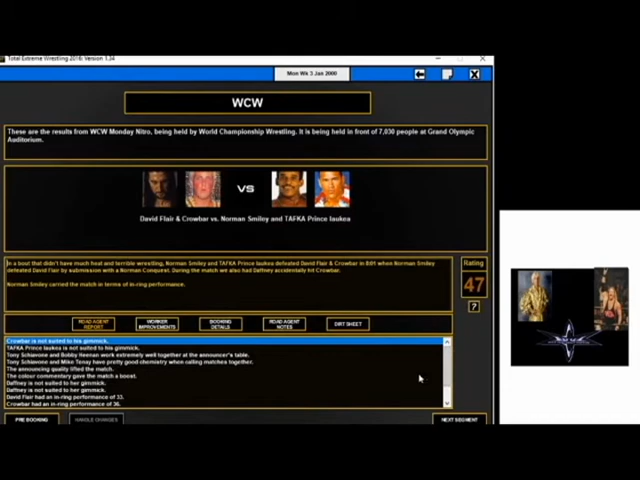 Total Extreme Wrestling 2016: Version 1.34
Mon Wk 3 Jan 2000
WCW
These are the results from WCW Monday Nitro, being held by World Championship Wrestling. It is being held in front of 7,030 people at Grand Olympic
Auditorium.
VS
David Flair & Crowbar vs. Norman Smiley and TAFKA Prince Iaukea
In a bout that didn't have much heat and terrible wrestling, Norman Smiley and TAFKA Prince Iaukea defeated David Flair & Crowbar in 8:01 when Norman Smiley
defeated David Flair by submission with a Norman Conquest. During the match we also had Daffney accidentally hit Crowbar.
Norman Smiley carried the match in terms of in-ring performance.
Rating
47
?
ROAD AGENT
REPORT
WORKER
IMPROVEMENTS
BOOKING
DETAILS
ROAD AGENT
NOTES
DIRT SHEET
Crowbar is not suited to his gimmick.
TAFKA Prince Iaukea is not suited to his gimmick.
Tony Schiavone and Bobby Heenan work extremely well together at the announcer's table.
Tony Schiavone and Mike Tenay have pretty good chemistry when calling matches together.
The announcing quality lifted the match.
The colour commentary gave the match a boost.
Daffney is not suited to her gimmick.
Daffney is not suited to her gimmick.
David Flair had an in-ring performance of 33.
Crowbar had an in-ring performance of 36.
PRE BOOKING
HANDLE CHANGES
NEXT SEGMENT